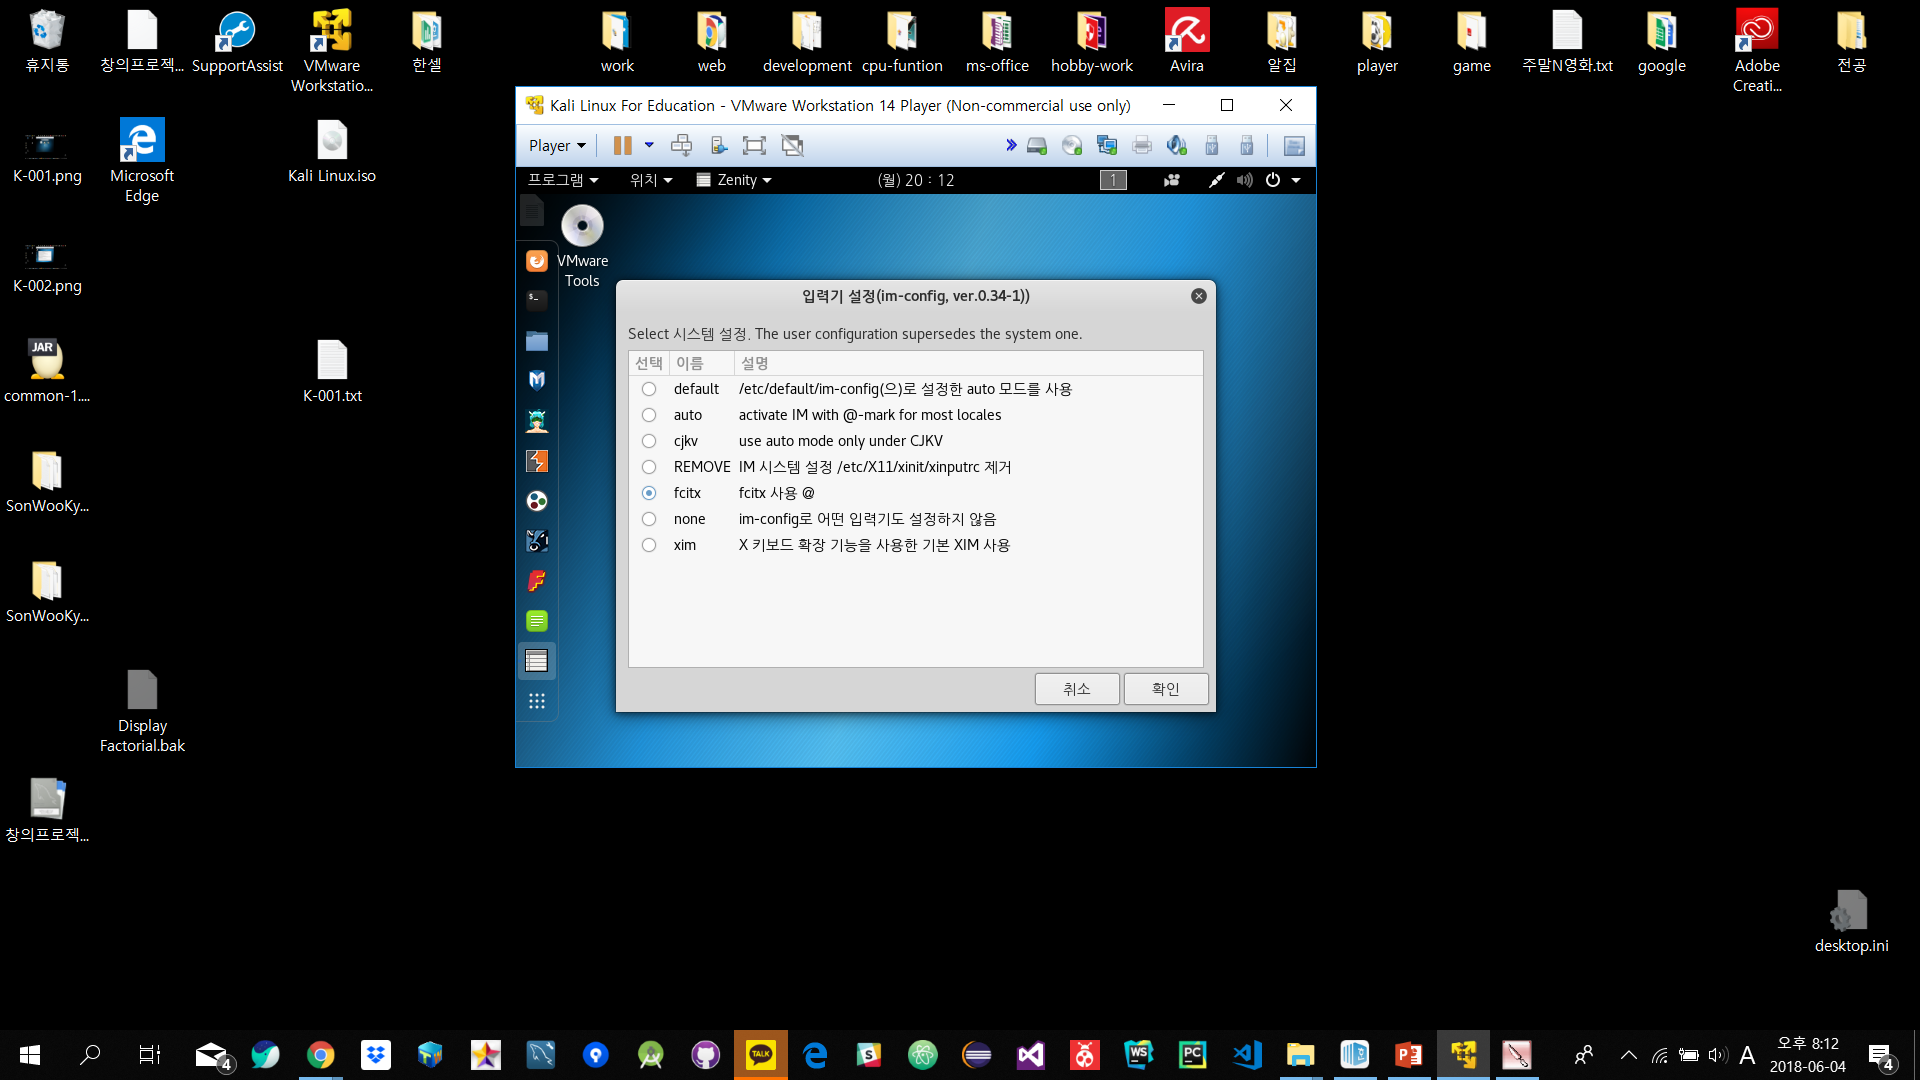 휴지통
창의프로젝...
SupportAssist
VMware
Workstatio...
한셀
work
web
development
cpu-funtion
ms-office
hobby-work
Avira
알집
player
game
주말N영화.txt
google
Adobe
Creati...
전공
K-001.png
Microsoft
Edge
Kali Linux.iso
K-002.png
JAR
common-1....
K-001.txt
SonWooKy...
SonWooKy...
Display
Factorial.bak
창의프로젝...
desktop.ini
Kali Linux For Education - VMware Workstation 14 Player (Non-commercial use only)
Player
프로그램 위치 Zenity (월) 20 : 12 1
VMware
Tools
입력기 설정(im-config, ver.0.34-1))
Select 시스템 설정. The user configuration supersedes the system one.
선택 이름 설명
default /etc/default/im-config(으)로 설정한 auto 모드를 사용
auto activate IM with @-mark for most locales
cjkv use auto mode only under CJKV
REMOVE IM 시스템 설정 /etc/X11/xinit/xinputrc 제거
fcitx fcitx 사용 @
none im-config로 어떤 입력기도 설정하지 않음
xim X 키보드 확장 기능을 사용한 기본 XIM 사용
취소 확인
4
TALK
S
WS
PC
A
오후 8:12
2018-06-04
4